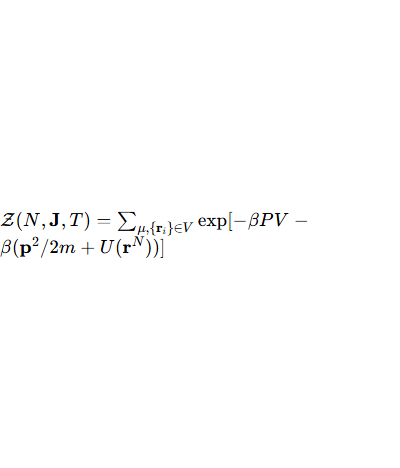 𝒵(N, 𝐉, T) = ∑_{μ,{𝐫_i}∈V} exp[−βPV −
β(𝐩²/2m + U(𝐫^N))]